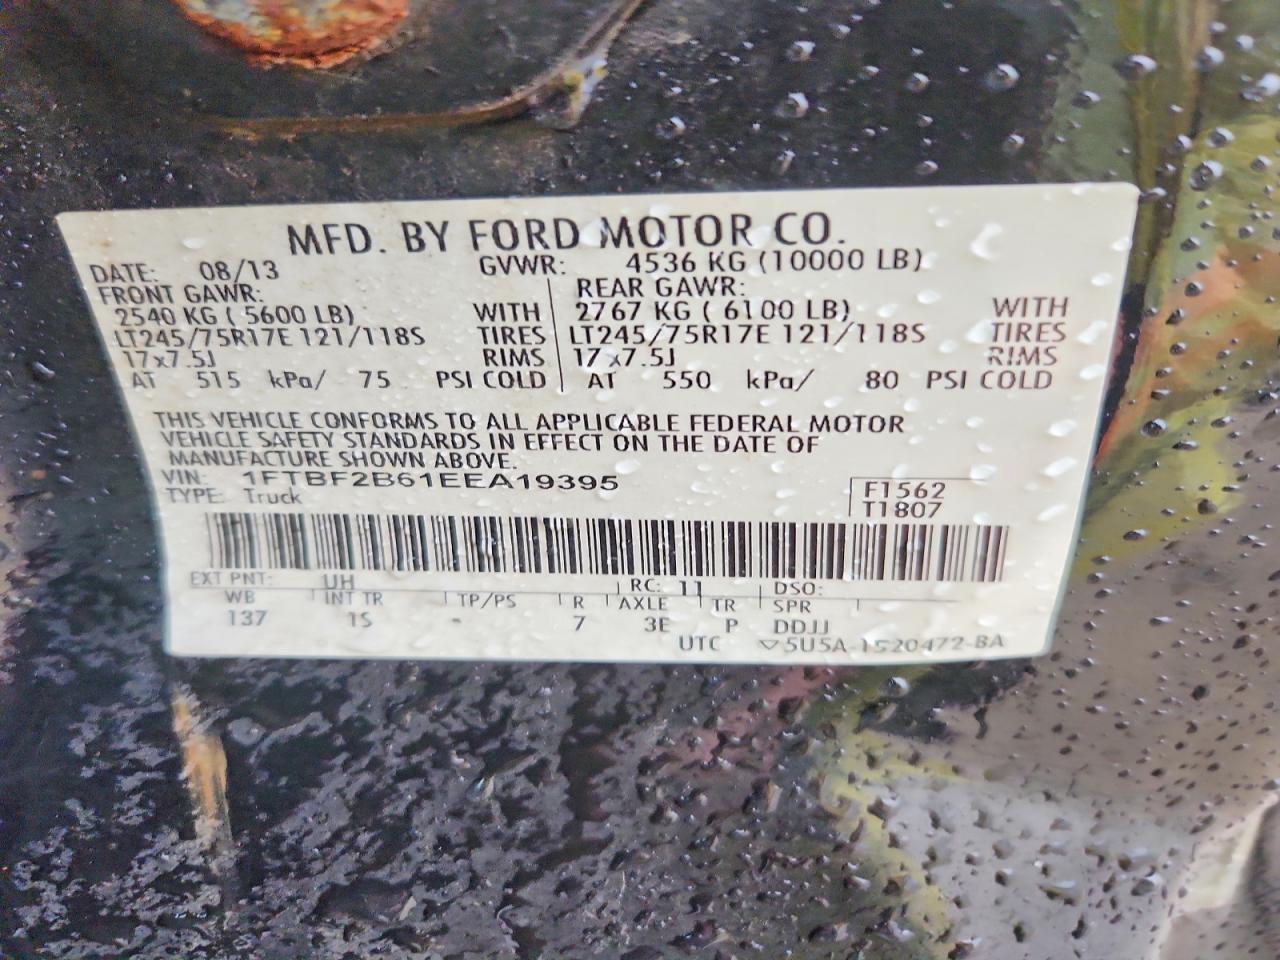 MFD. BY FORD MOTOR CO.
DATE: 08/13 GVWR: 4536 KG (10000 LB)
FRONT GAWR: REAR GAWR:
2540 KG ( 5600 LB) WITH 2767 KG ( 6100 LB) WITH
LT245/75R17E 121/118S TIRES LT245/75R17E 121/118S TIRES
17x7.5J RIMS 17x7.5J RIMS
AT 515 kPa/ 75 PSI COLD AT 550 kPa/ 80 PSI COLD
THIS VEHICLE CONFORMS TO ALL APPLICABLE FEDERAL MOTOR
VEHICLE SAFETY STANDARDS IN EFFECT ON THE DATE OF
MANUFACTURE SHOWN ABOVE.
VIN: 1FTBF2B61EEA19395
TYPE: Truck
F1562
T1807
EXT PNT: UH RC: 11 DSO:
WB INT TR TP/PS R AXLE TR SPR
137 1S - 7 3E P DDJJ
UTC ▽5U5A-1520472-BA